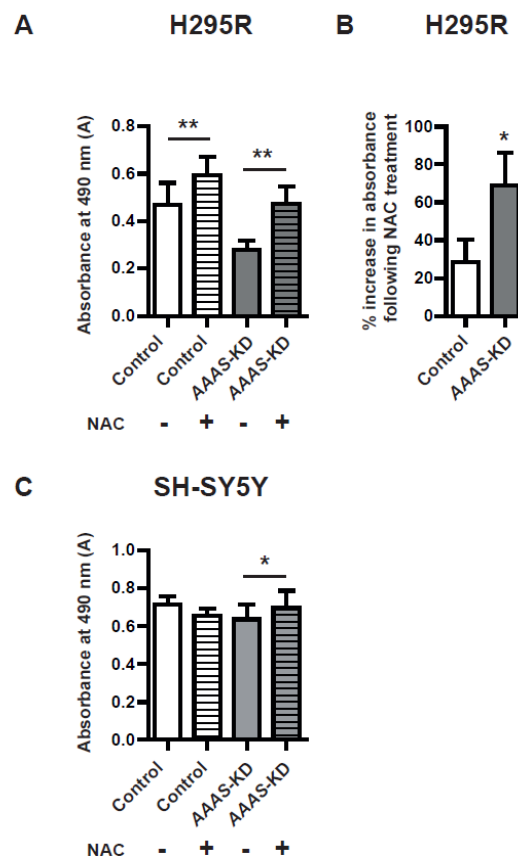 A
H295R
Absorbance at 490 nm (A)
0.8
0.6
0.4
0.2
0.0
**
**
Control
Control
AAAS-KD
AAAS-KD
NAC - + - +
B
H295R
% increase in absorbance
following NAC treatment
100
80
60
40
20
0
*
Control
AAAS-KD
C
SH-SY5Y
Absorbance at 490 nm (A)
1.0
0.8
0.6
0.4
0.2
0.0
*
Control
Control
AAAS-KD
AAAS-KD
NAC - + - +